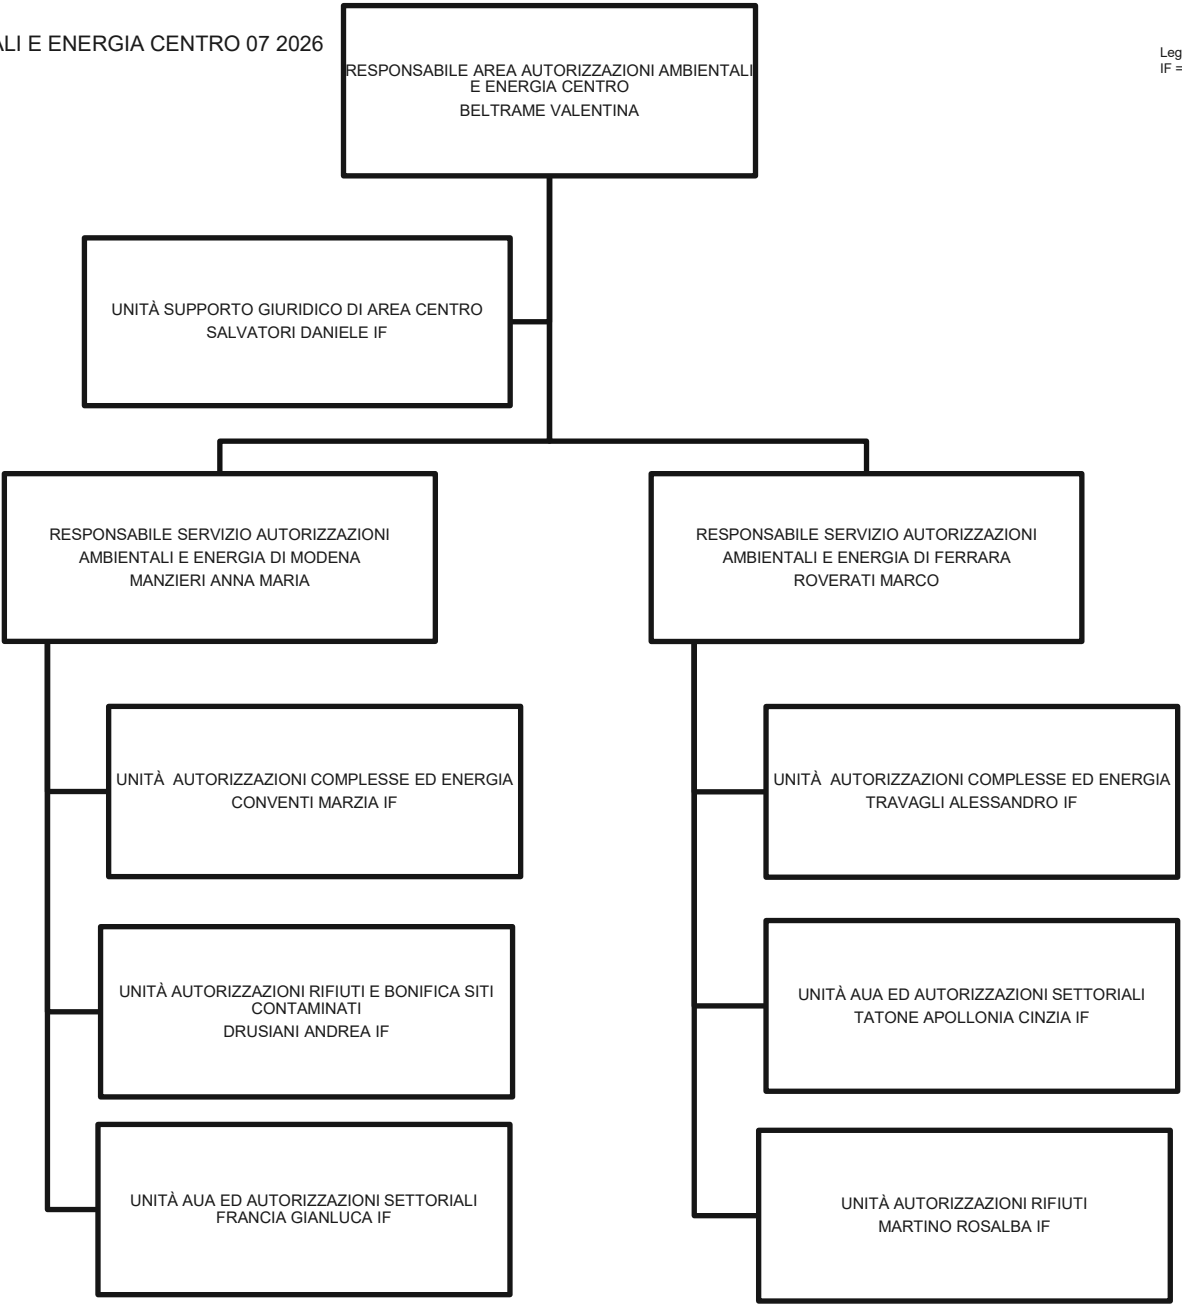 ALI E ENERGIA CENTRO 07 2026
Leg
IF =
RESPONSABILE AREA AUTORIZZAZIONI AMBIENTALI
E ENERGIA CENTRO
BELTRAME VALENTINA
UNITÀ SUPPORTO GIURIDICO DI AREA CENTRO
SALVATORI DANIELE IF
RESPONSABILE SERVIZIO AUTORIZZAZIONI
AMBIENTALI E ENERGIA DI MODENA
MANZIERI ANNA MARIA
RESPONSABILE SERVIZIO AUTORIZZAZIONI
AMBIENTALI E ENERGIA DI FERRARA
ROVERATI MARCO
UNITÀ  AUTORIZZAZIONI COMPLESSE ED ENERGIA
CONVENTI MARZIA IF
UNITÀ  AUTORIZZAZIONI COMPLESSE ED ENERGIA
TRAVAGLI ALESSANDRO IF
UNITÀ AUTORIZZAZIONI RIFIUTI E BONIFICA SITI
CONTAMINATI
DRUSIANI ANDREA IF
UNITÀ AUA ED AUTORIZZAZIONI SETTORIALI
TATONE APOLLONIA CINZIA IF
UNITÀ AUA ED AUTORIZZAZIONI SETTORIALI
FRANCIA GIANLUCA IF
UNITÀ AUTORIZZAZIONI RIFIUTI
MARTINO ROSALBA IF